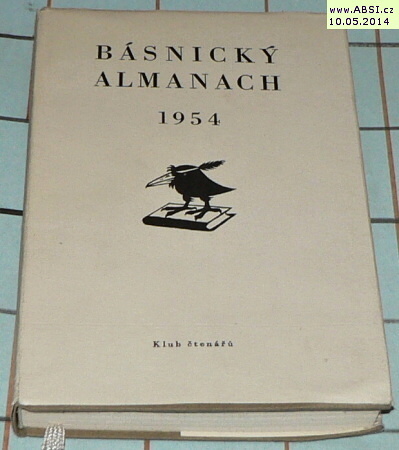 www.ABSI.cz
10.05.2014
BÁSNICKÝ
ALMANACH
1954
Klub čtenářů